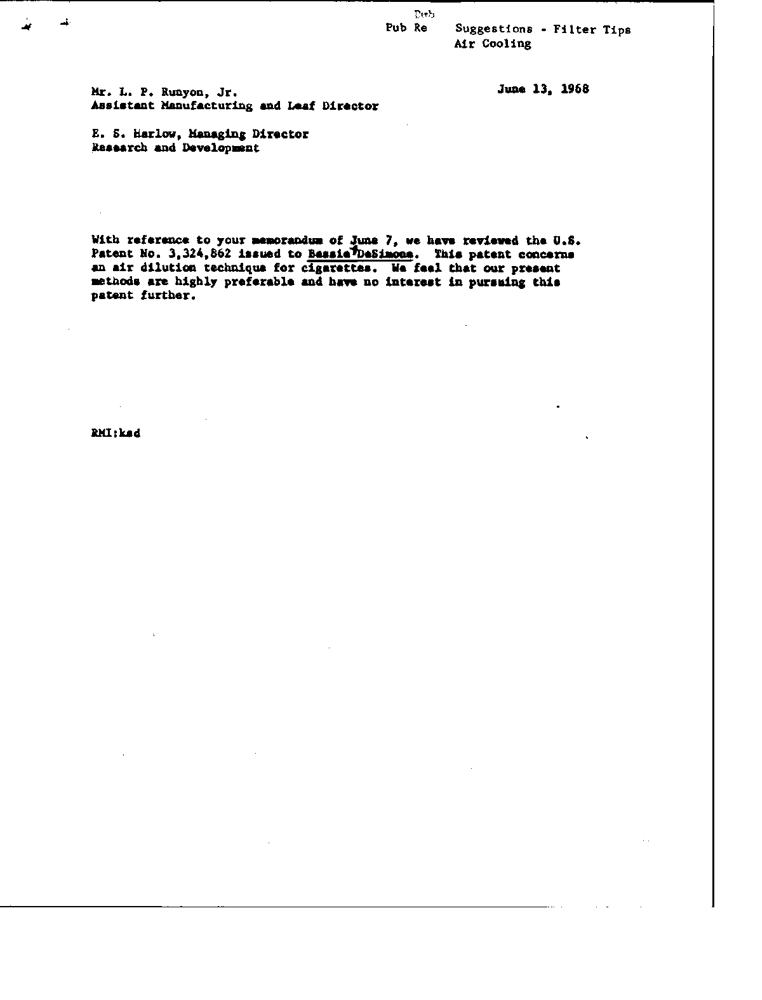 Pub Re Suggestions - Filter Tips
Air Cooling
June 13, 1968
Mr. L. P. Runyon, Jr.
Assistant Manufacturing and Leaf Director
E. S. Harlow, Managing Director
Research and Development
With reference to your memorandum of June 7, we have reviewed the U.S.
Patent No. 3,324,862 issued to Bessie DeSimone. This patent concerns
an air dilution technique for cigarettes. We feel that our present
methods are highly preferable and have no interest in pursuing this
patent further.
RMI:kad